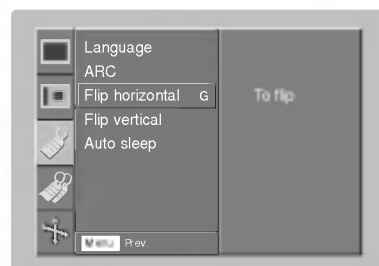 Language
ARC
Flip horizontal G
To flip
Flip vertical
Auto sleep
Menu Prev.